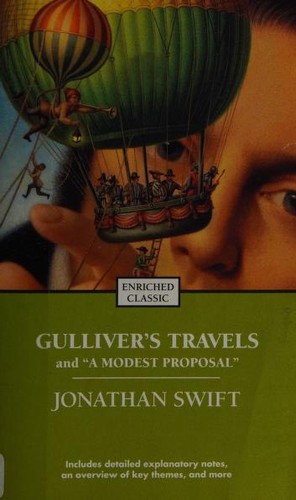 ENRICHED
CLASSIC
GULLIVER'S TRAVELS
and "A MODEST PROPOSAL"
JONATHAN SWIFT
Includes detailed explanatory notes,
an overview of key themes, and more